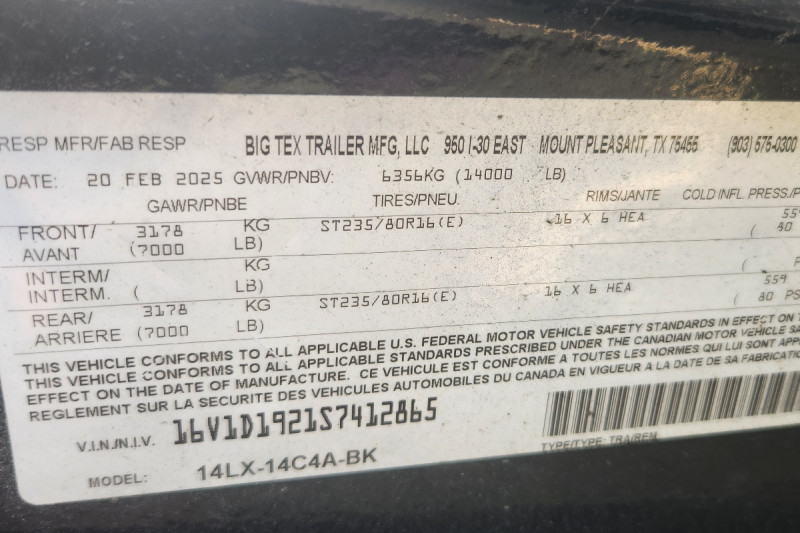 RESP MFR/FAB RESP BIG TEX TRAILER MFG, LLC 950 I-30 EAST MOUNT PLEASANT, TX 75455 (903) 575-0300
DATE: 20 FEB 2025 GVWR/PNBV: 6356KG (14000 LB)
GAWR/PNBE TIRES/PNEU. RIMS/JANTE COLD INFL. PRESS./P
FRONT/ 3178 KG ST235/80R16(E) 16 X 6 HEA 55
AVANT (7000 LB) ( 80
INTERM/ KG
INTERM. ( LB) ( P
REAR/ 3178 KG ST235/80R16(E) 16 X 6 HEA 559
ARRIERE (7000 LB) ( 80 PS
THIS VEHICLE CONFORMS TO ALL APPLICABLE U.S. FEDERAL MOTOR VEHICLE SAFETY STANDARDS IN EFFECT ON T
THIS VEHICLE CONFORMS TO ALL APPLICABLE STANDARDS PRESCRIBED UNDER THE CANADIAN MOTOR VEHICLE SA
EFFECT ON THE DATE OF MANUFACTURE. CE VEHICULE EST CONFORME A TOUTES LES NORMES QUI LUI SONT APP
REGLEMENT SUR LA SECURITE DES VEHICULES AUTOMOBILES DU CANADA EN VIGUEUR A LA DATE DE SA FABRICATIO
V.I.N./N.I.V. 16V1D1921S7412865
TYPE/TYPE: TRA/REM
MODEL: 14LX-14C4A-BK